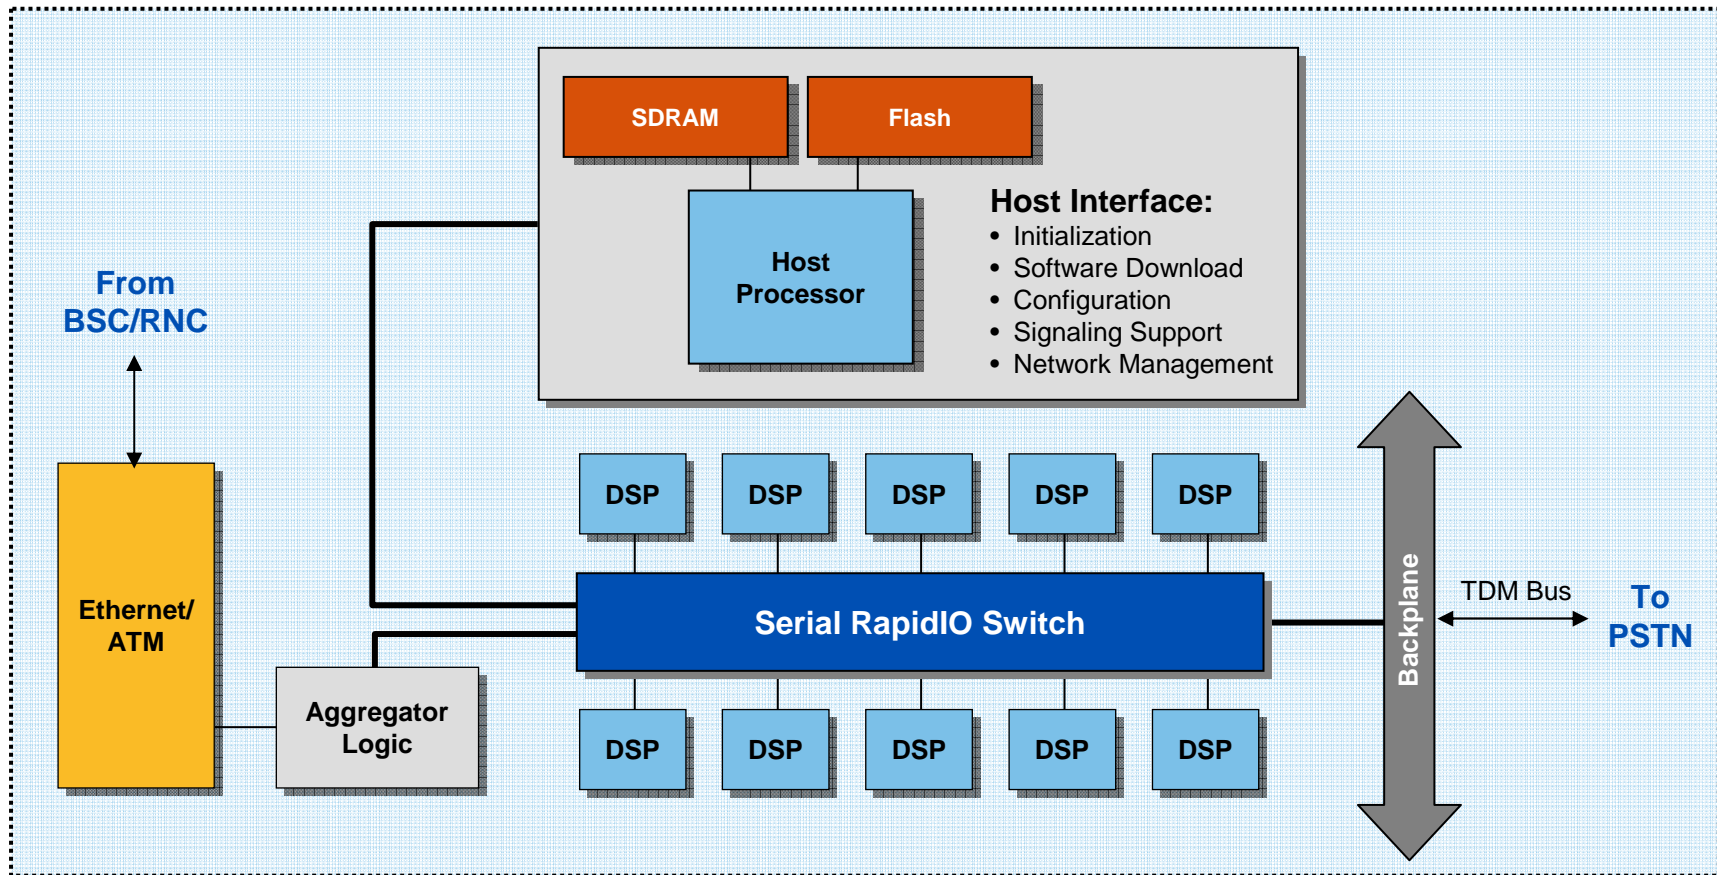 SDRAM
Flash
Host
Processor
Host Interface:
• Initialization
• Software Download
• Configuration
• Signaling Support
• Network Management
From
BSC/RNC
DSP
DSP
DSP
DSP
DSP
Ethernet/
ATM
Serial RapidIO Switch
Backplane
TDM Bus
To
PSTN
Aggregator
Logic
DSP
DSP
DSP
DSP
DSP